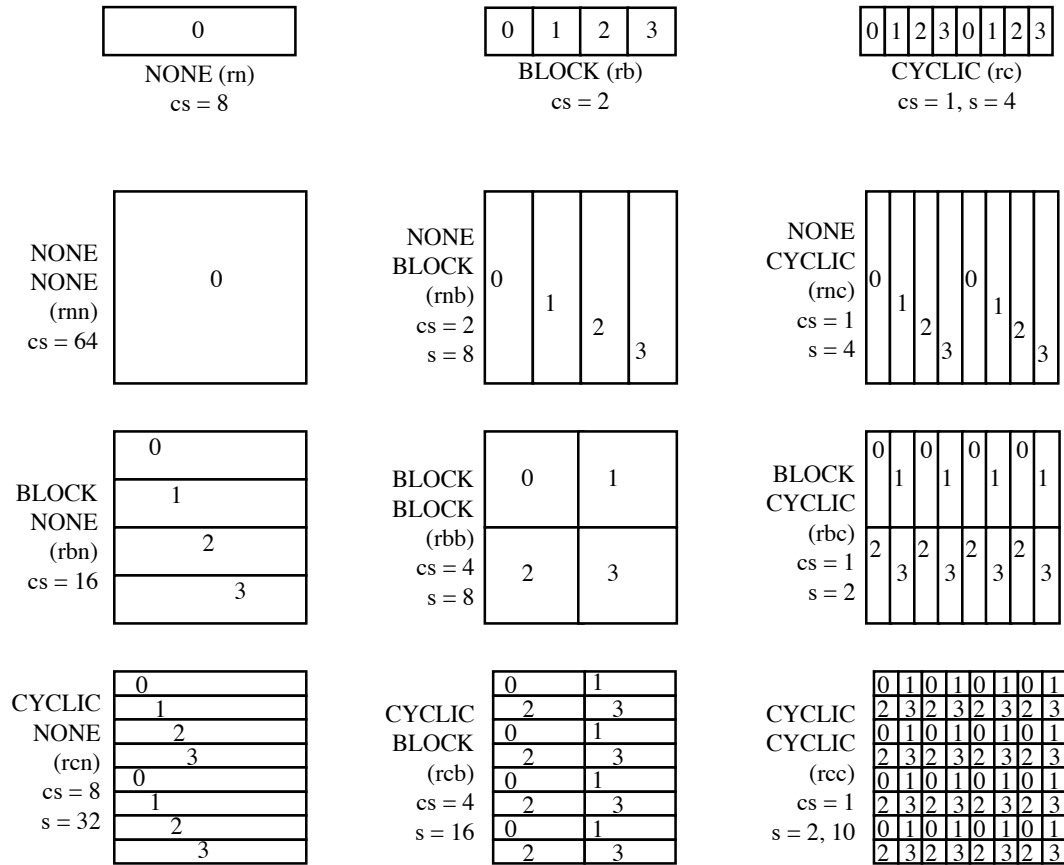 0
NONE (rn)
cs = 8
0 1 2 3
BLOCK (rb)
cs = 2
0 1 2 3 0 1 2 3
CYCLIC (rc)
cs = 1, s = 4
NONE
NONE
(rnn)
cs = 64
0
NONE
BLOCK
(rnb)
cs = 2
s = 8
0
1
2
3
NONE
CYCLIC
(rnc)
cs = 1
s = 4
0 0
1 1
2 2
3 3
BLOCK
NONE
(rbn)
cs = 16
0
1
2
3
BLOCK
BLOCK
(rbb)
cs = 4
s = 8
0 1
2 3
BLOCK
CYCLIC
(rbc)
cs = 1
s = 2
0 0 0 0
1 1 1 1
2 2 2 2
3 3 3 3
CYCLIC
NONE
(rcn)
cs = 8
s = 32
0
1
2
3
0
1
2
3
CYCLIC
BLOCK
(rcb)
cs = 4
s = 16
0 1
2 3
0 1
2 3
0 1
2 3
0 1
2 3
CYCLIC
CYCLIC
(rcc)
cs = 1
s = 2, 10
0 1 0 1 0 1 0 1
2 3 2 3 2 3 2 3
0 1 0 1 0 1 0 1
2 3 2 3 2 3 2 3
0 1 0 1 0 1 0 1
2 3 2 3 2 3 2 3
0 1 0 1 0 1 0 1
2 3 2 3 2 3 2 3